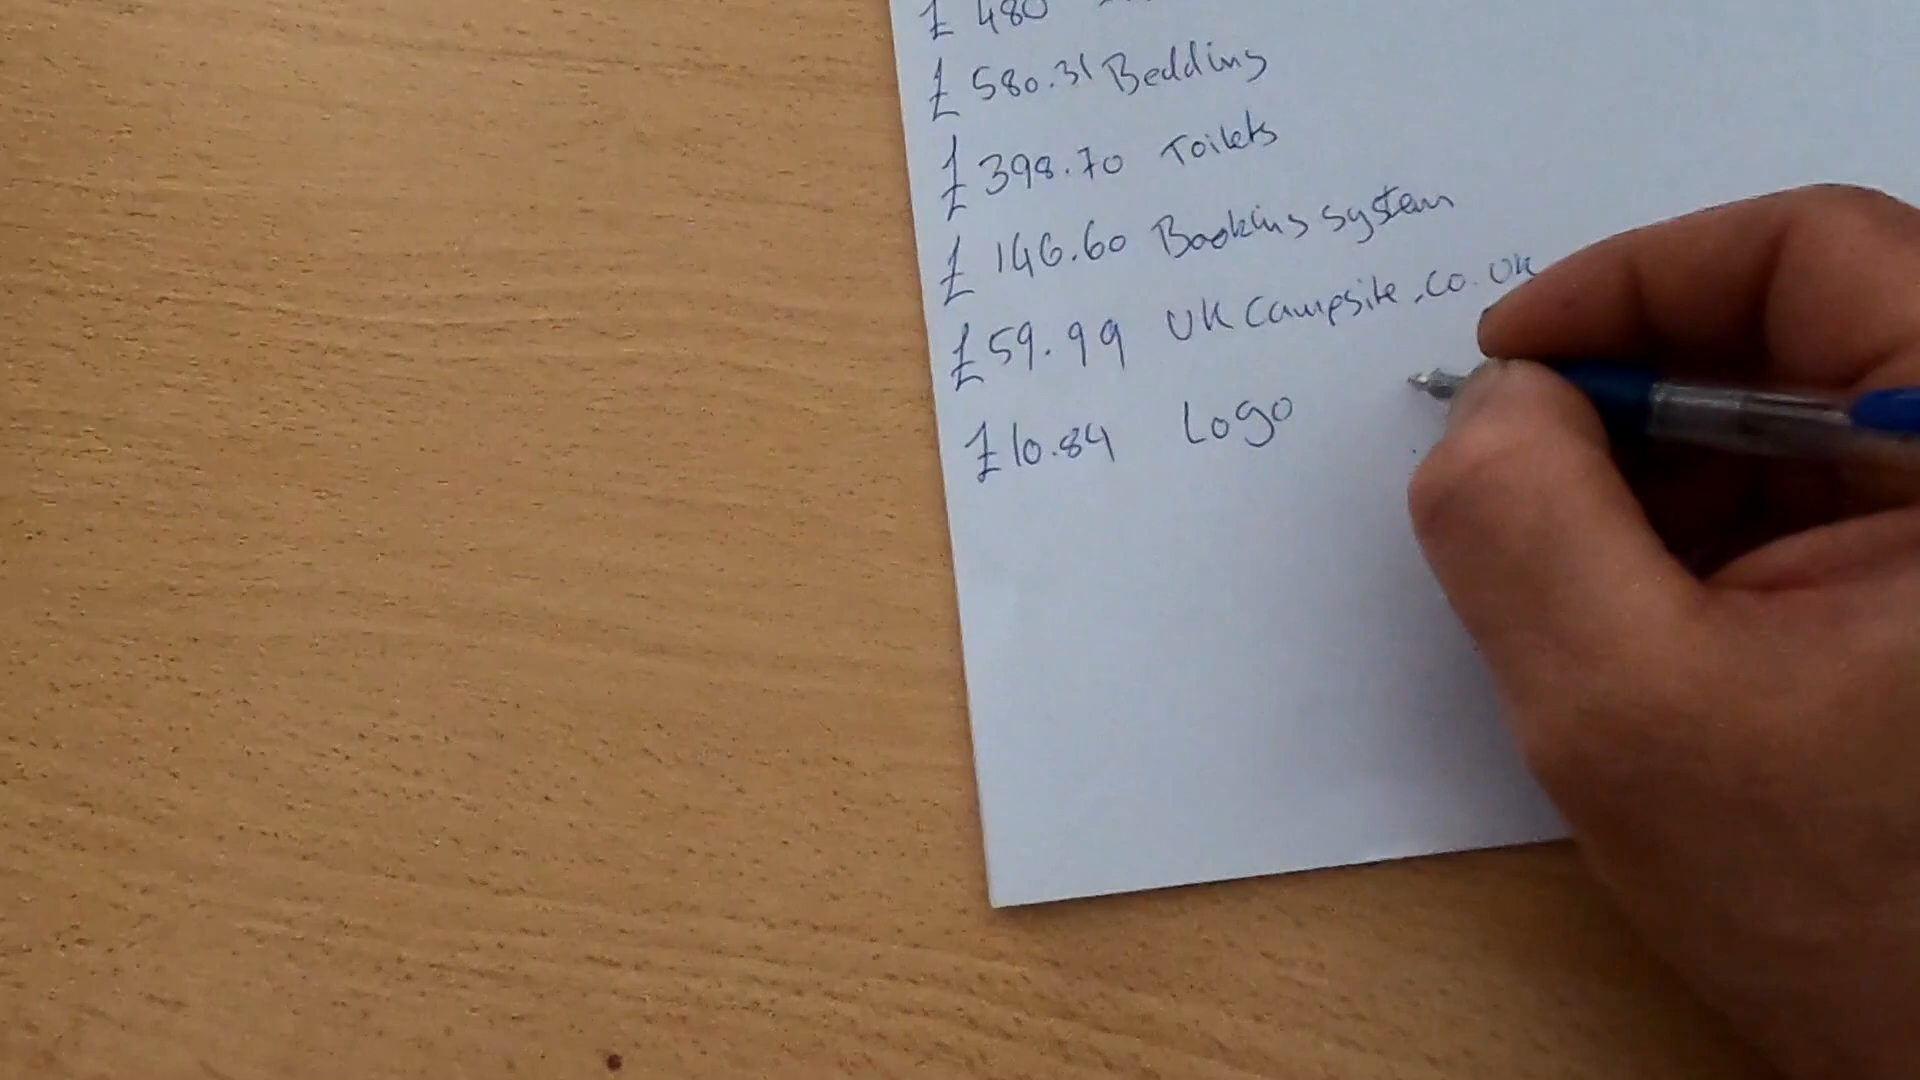 £ 480
£ 580.31 Bedding
£ 398.70 Toilets
£ 146.60 Booking system
£59.99 UK Campsite.co.uk
£10.84 Logo